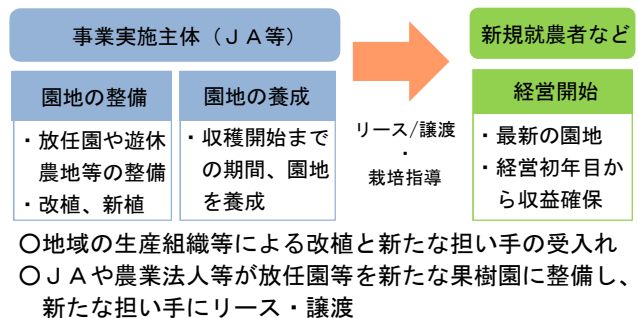 事業実施主体（ＪＡ等）
園地の整備
・放任園や遊休
農地等の整備
・改植、新植
園地の養成
・収穫開始まで
の期間、園地
を養成
リース/譲渡
・
栽培指導
新規就農者など
経営開始
・最新の園地
・経営初年目か
ら収益確保
〇地域の生産組織等による改植と新たな担い手の受入れ
〇ＪＡや農業法人等が放任園等を新たな果樹園に整備し、
新たな担い手にリース・譲渡